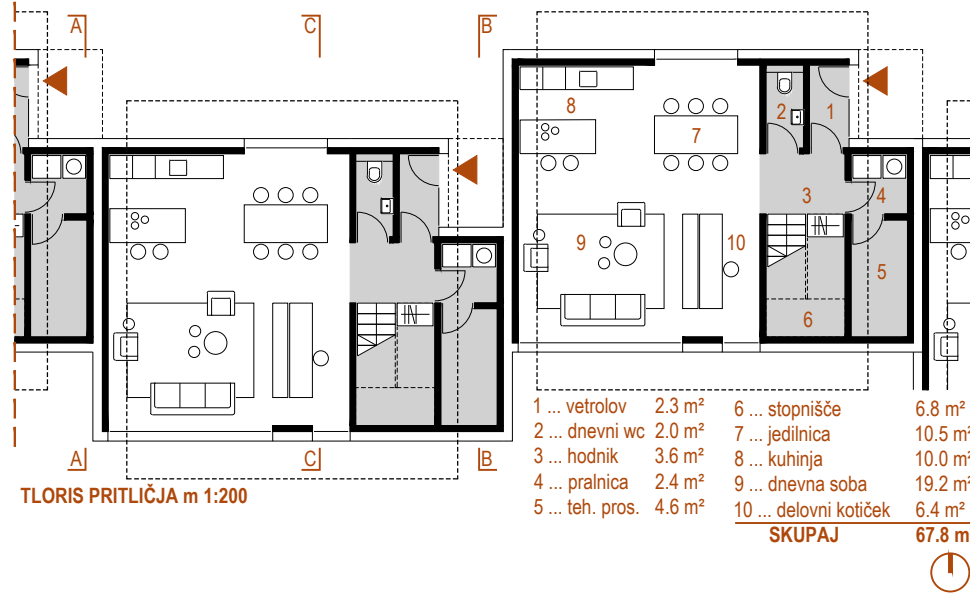 A
C
B
8
7
2
1
3
4
9
10
5
6
A
C
B
TLORIS PRITLIČJA m 1:200
1 ... vetrolov 2.3 m²
2 ... dnevni wc 2.0 m²
3 ... hodnik 3.6 m²
4 ... pralnica 2.4 m²
5 ... teh. pros. 4.6 m²
6 ... stopnišče 6.8 m²
7 ... jedilnica 10.5 m²
8 ... kuhinja 10.0 m²
9 ... dnevna soba 19.2 m²
10 ... delovni kotiček 6.4 m²
SKUPAJ 67.8 m